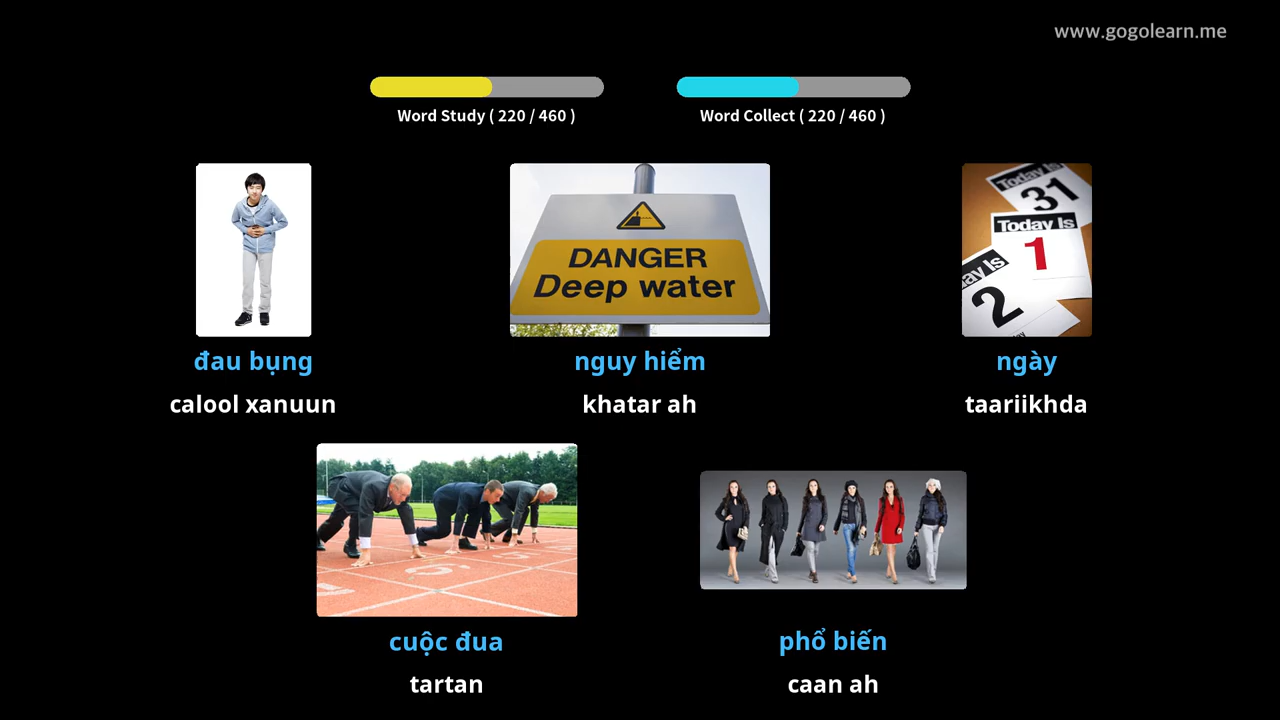 www.gogolearn.me
Word Study ( 220 / 460 )
Word Collect ( 220 / 460 )
DANGER
Deep water
Today Is
31
Today Is
1
ay Is
2
đau bụng
nguy hiểm
ngày
calool xanuun
khatar ah
taariikhda
cuộc đua
phổ biến
tartan
caan ah